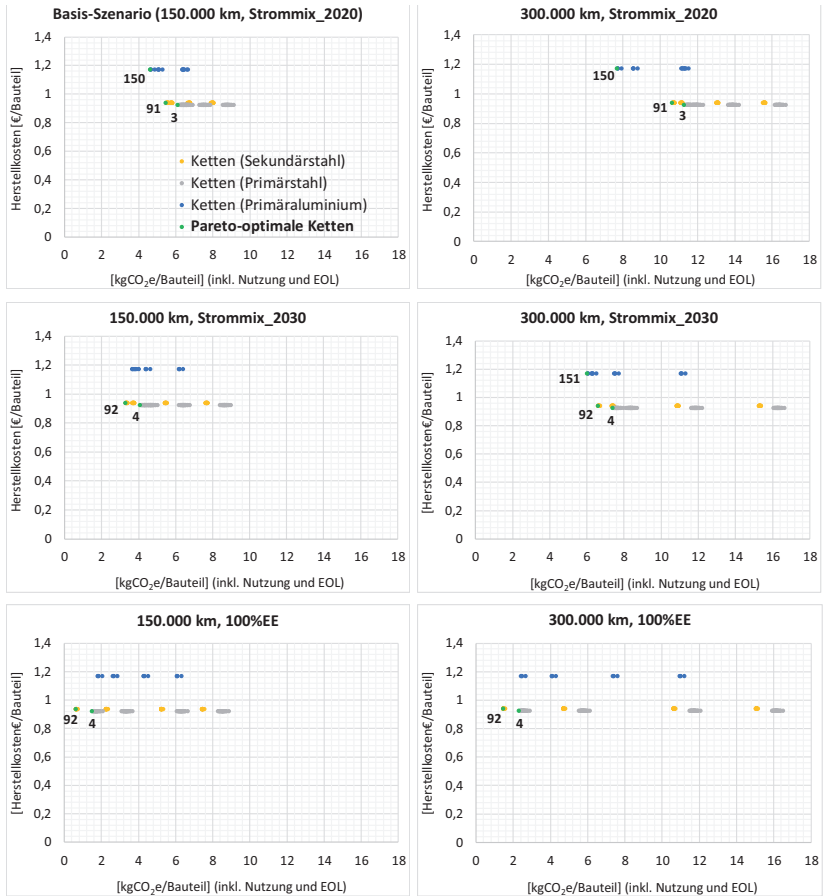 Basis-Szenario (150.000 km, Strommix_2020)
Herstellkosten [€/Bauteil]
1,4
1,2
1
0,8
0,6
0,4
0,2
0
150
91
3
Ketten (Sekundärstahl)
Ketten (Primärstahl)
Ketten (Primäraluminium)
Pareto-optimale Ketten
0 2 4 6 8 10 12 14 16 18
[kgCO2e/Bauteil] (inkl. Nutzung und EOL)
300.000 km, Strommix_2020
Herstellkosten [€/Bauteil]
1,4
1,2
1
0,8
0,6
0,4
0,2
0
150
91
3
0 2 4 6 8 10 12 14 16 18
[kgCO2e/Bauteil] (inkl. Nutzung und EOL)
150.000 km, Strommix_2030
Herstellkosten [€/Bauteil]
1,4
1,2
1
0,8
0,6
0,4
0,2
0
92
4
0 2 4 6 8 10 12 14 16 18
[kgCO2e/Bauteil] (inkl. Nutzung und EOL)
300.000 km, Strommix_2030
[Herstellkosten€/Bauteil]
1,4
1,2
1
0,8
0,6
0,4
0,2
0
151
92
4
0 2 4 6 8 10 12 14 16 18
[kgCO2e/Bauteil] (inkl. Nutzung und EOL)
150.000 km, 100%EE
[Herstellkosten€/Bauteil]
1,4
1,2
1
0,8
0,6
0,4
0,2
0
92
4
0 2 4 6 8 10 12 14 16 18
[kgCO2e/Bauteil] (inkl. Nutzung und EOL)
300.000 km, 100%EE
[Herstellkosten€/Bauteil]
1,4
1,2
1
0,8
0,6
0,4
0,2
0
92
4
0 2 4 6 8 10 12 14 16 18
[kgCO2e/Bauteil] (inkl. Nutzung und EOL)